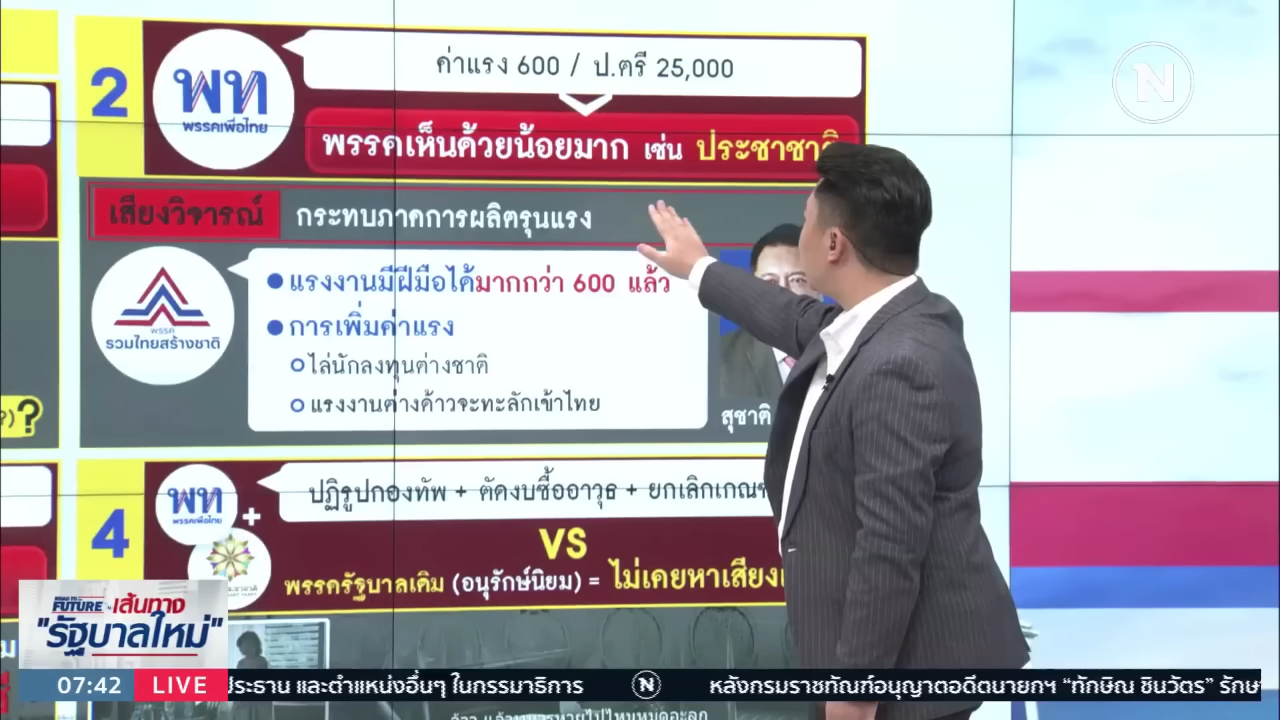 2
พท
พรรคเพื่อไทย
ค่าแรง 600 / ป.ตรี 25,000
พรรคเห็นด้วยน้อยมาก เช่น ประชาชาติ
N
เสียงวิจารณ์
กระทบภาคการผลิตรุนแรง
พรรค
รวมไทยสร้างชาติ
แรงงานมีฝีมือได้มากกว่า 600 แล้ว
การเพิ่มค่าแรง
ไล่นักลงทุนต่างชาติ
แรงงานต่างด้าวจะทะลักเข้าไทย
สุชาติ
?)?
4
พท
พรรคเพื่อไทย
+
ปฏิรูปกองทัพ + ตัดงบซื้ออาวุธ + ยกเลิกเกณฑ์
VS
พรรครัฐบาลเดิม (อนุรักษ์นิยม) = ไม่เคยหาเสียง
ROAD TO FUTURE เส้นทาง
"รัฐบาลใหม่"
07:42 LIVE ประธาน และตำแหน่งอื่นๆ ในกรรมาธิการ N หลังกรมราชทัณฑ์อนุญาตอดีตนายกฯ “ทักษิณ ชินวัตร” รักษ